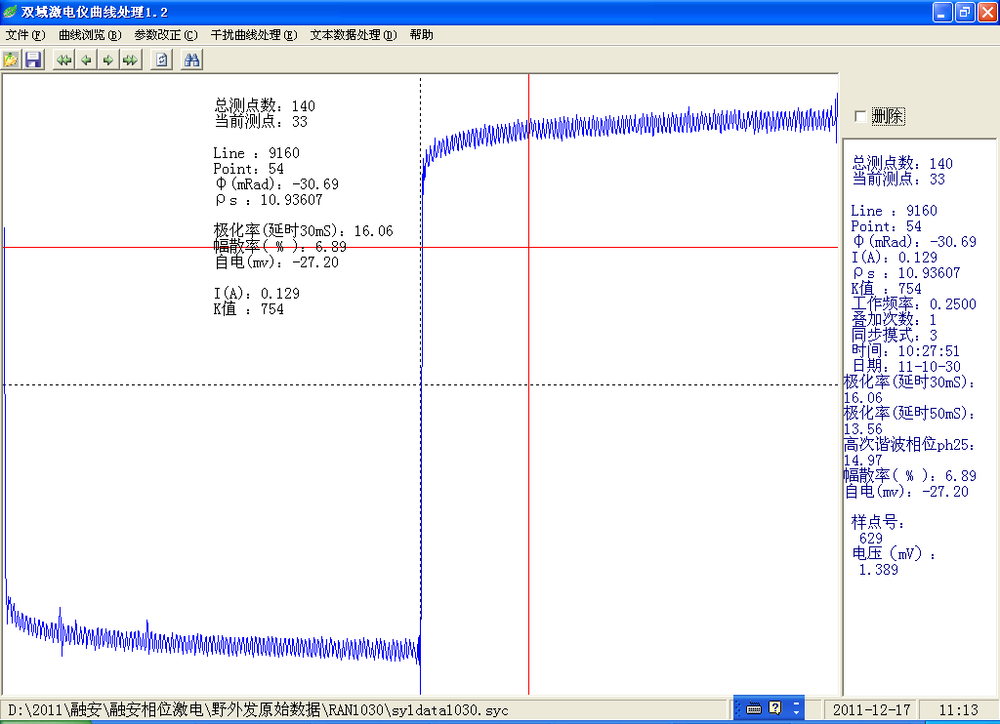 双域激电仪曲线处理1.2
文件(F) 曲线浏览(B) 参数改正(C) 干扰曲线处理(E) 文本数据处理(D) 帮助
总测点数: 140
当前测点: 33
Line : 9160
Point: 54
Φ(mRad): -30.69
ρs : 10.93607
极化率(延时30mS): 16.06
幅散率( % ): 6.89
自电(mv): -27.20
I(A): 0.129
K值 : 754
删除
总测点数: 140
当前测点: 33
Line : 9160
Point: 54
Φ(mRad): -30.69
I(A): 0.129
ρs : 10.93607
K值 : 754
工作频率: 0.2500
叠加次数: 1
同步摸式: 3
时间: 10:27:51
日期: 11-10-30
极化率(延时30mS):
16.06
极化率(延时50mS):
13.56
高次谐波相位ph25:
14.97
幅散率( % ): 6.89
自电(mv): -27.20
样点号:
629
电压（mV）:
1.389
D:\2011\融安\融安相位激电\野外发原始数据\RAN1030\syldata1030.syc
2011-12-17
11:13